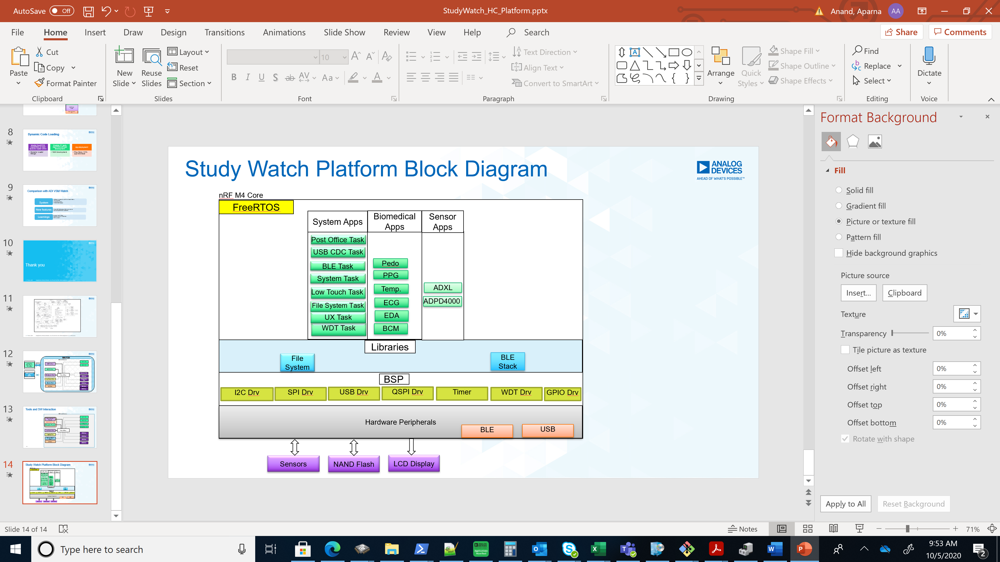 AutoSave Off
StudyWatch_HC_Platform.pptx
Anand, Aparna AA
File Home Insert Draw Design Transitions Animations Slide Show Review View Help Search
Share Comments
Paste
Cut
Copy
Format Painter
Clipboard
New Slide
Reuse Slides
Layout
Reset
Section
Slides
10
Font
Paragraph
Text Direction
Align Text
Convert to SmartArt
Arrange
Quick Styles
Shape Fill
Shape Outline
Shape Effects
Drawing
Find
Replace
Select
Editing
Dictate
Voice
8
Dynamic Code Loading
9
Comparison with ADI VSM Watch
System
New features
Learnings
10
Thank you
11
12
WATCH
13
Tools and SW Interaction
14
Study Watch Platform Block Diagram
Study Watch Platform Block Diagram
ANALOG DEVICES
AHEAD OF WHAT'S POSSIBLE™
nRF M4 Core
FreeRTOS
System Apps
Biomedical Apps
Sensor Apps
Post Office Task
USB CDC Task
BLE Task
System Task
Low Touch Task
File System Task
UX Task
WDT Task
Pedo
PPG
Temp.
ECG
EDA
BCM
ADXL
ADPD4000
Libraries
File System
BLE Stack
BSP
I2C Drv
SPI Drv
USB Drv
QSPI Drv
Timer
WDT Drv
GPIO Drv
Hardware Peripherals
BLE
USB
Sensors
NAND Flash
LCD Display
Format Background
Fill
Solid fill
Gradient fill
Picture or texture fill
Pattern fill
Hide background graphics
Picture source
Insert...
Clipboard
Texture
Transparency 0%
Tile picture as texture
Offset left 0%
Offset right 0%
Offset top 0%
Offset bottom 0%
Rotate with shape
Apply to All
Reset Background
Slide 14 of 14
Notes
71%
Type here to search
9:53 AM
10/5/2020
2